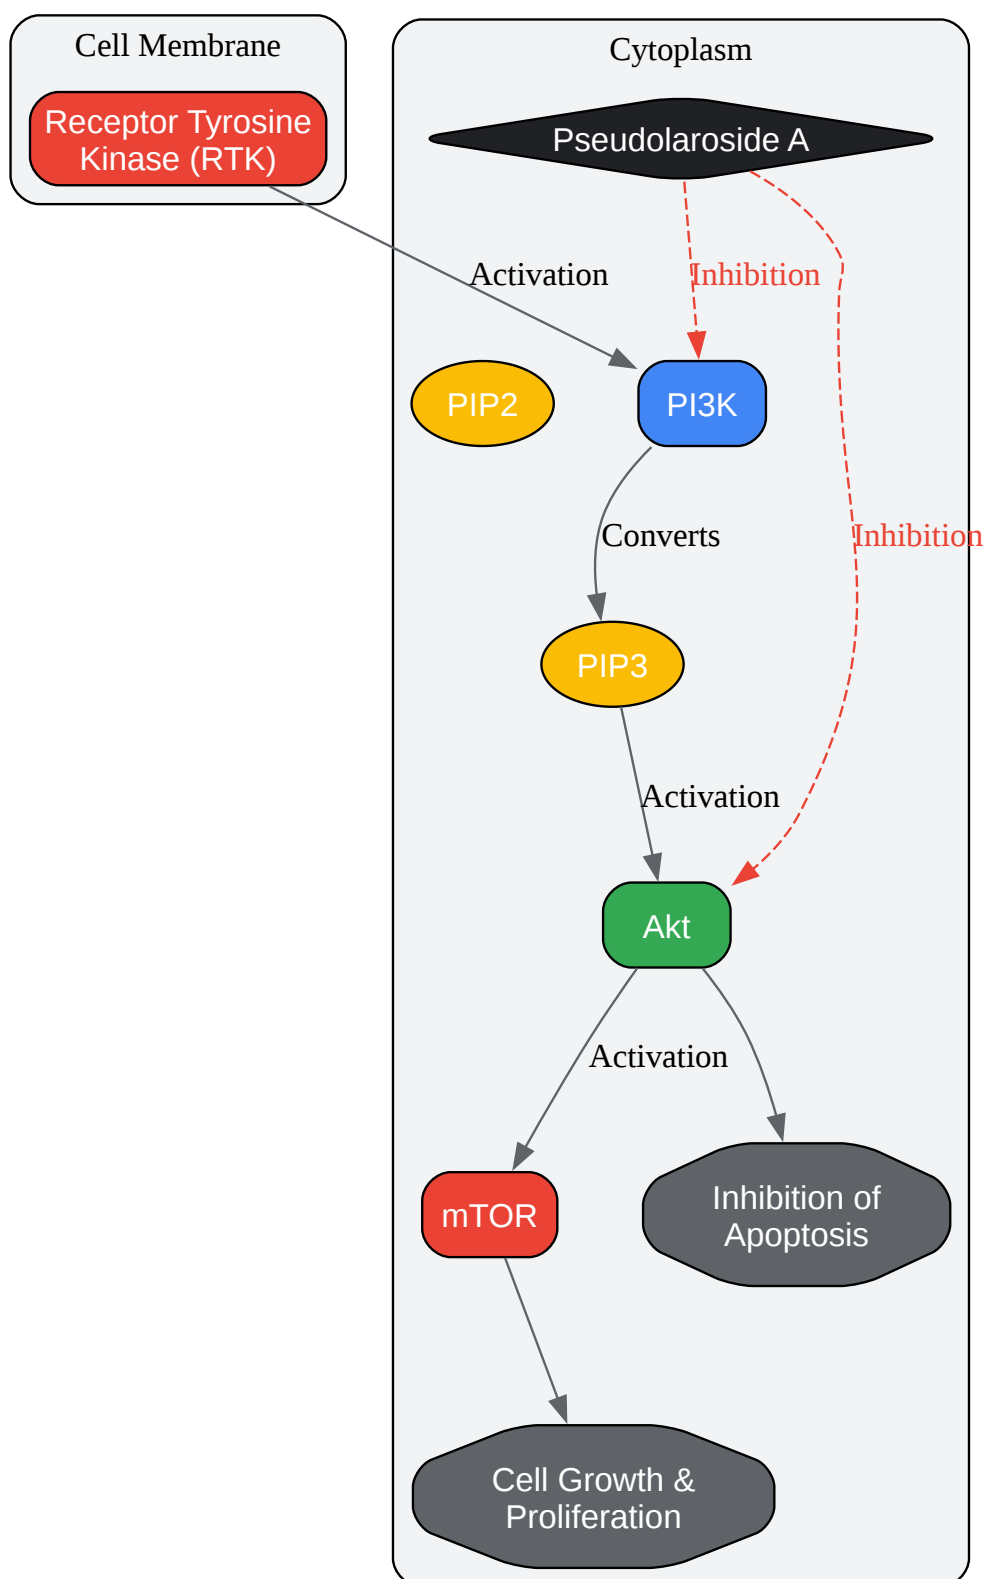 Cell Membrane
Receptor Tyrosine
Kinase (RTK)
Cytoplasm
Pseudolaroside A
Activation
Inhibition
PIP2
PI3K
Converts
Inhibition
PIP3
Activation
Akt
Activation
mTOR
Inhibition of
Apoptosis
Cell Growth &
Proliferation